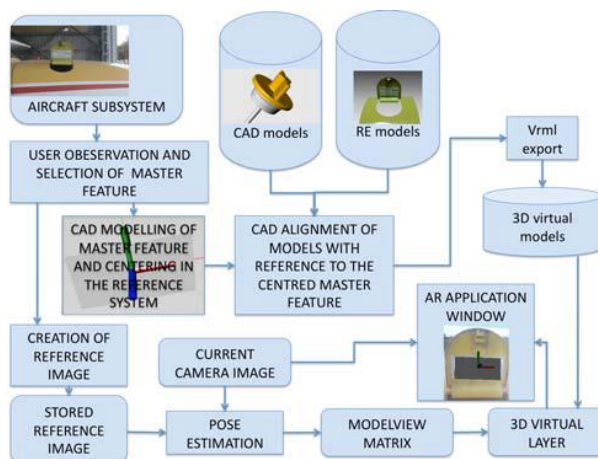 AIRCRAFT SUBSYSTEM
CAD models
RE models
Vrml
export
USER OBESERVATION AND
SELECTION OF MASTER
FEATURE
3D virtual
models
CAD MODELLING OF
MASTER FEATURE
AND CENTERING IN
THE REFERENCE
SYSTEM
CAD ALIGNMENT OF
MODELS WITH
REFERENCE TO THE
CENTRED MASTER
FEATURE
AR APPLICATION
WINDOW
CREATION OF
REFERENCE
IMAGE
CURRENT
CAMERA IMAGE
STORED
REFERENCE
IMAGE
POSE
ESTIMATION
MODELVIEW
MATRIX
3D VIRTUAL
LAYER